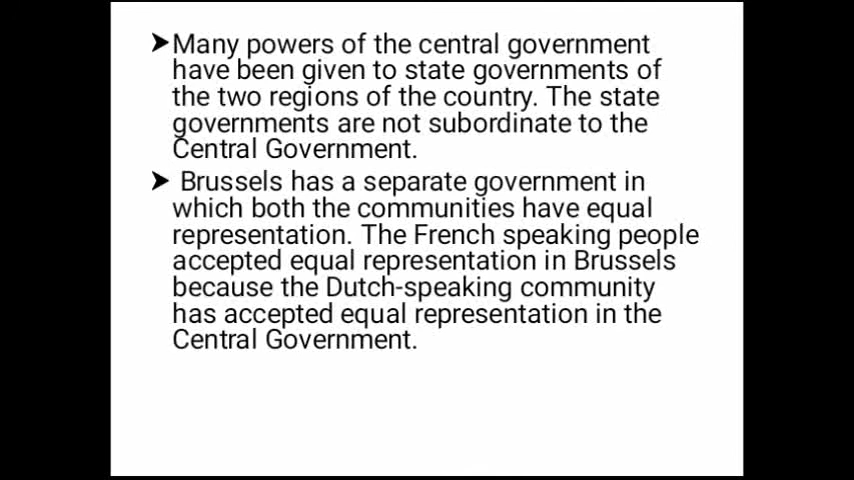 ➤Many powers of the central government
have been given to state governments of
the two regions of the country. The state
governments are not subordinate to the
Central Government.
➤ Brussels has a separate government in
which both the communities have equal
representation. The French speaking people
accepted equal representation in Brussels
because the Dutch-speaking community
has accepted equal representation in the
Central Government.